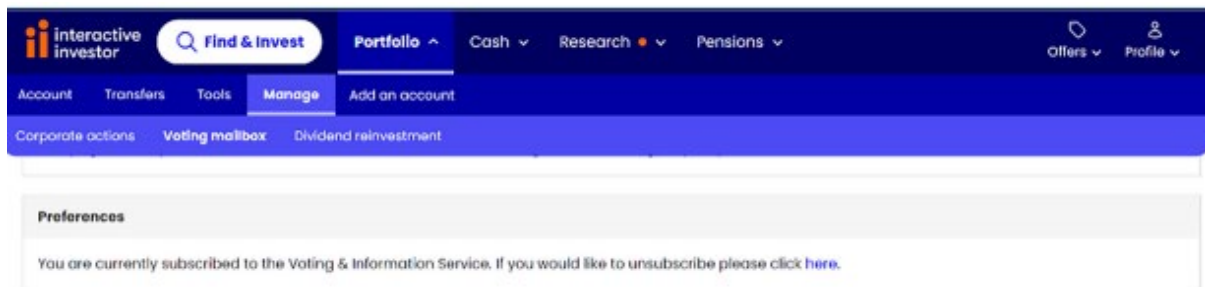 interactive
investor
Find & Invest
Portfolio
Cash
Research
Pensions
Offers
Profile
Account
Transfers
Tools
Manage
Add an account
Corporate actions
Voting mailbox
Dividend reinvestment
Preferences
You are currently subscribed to the Voting & Information Service. If you would like to unsubscribe please click here.